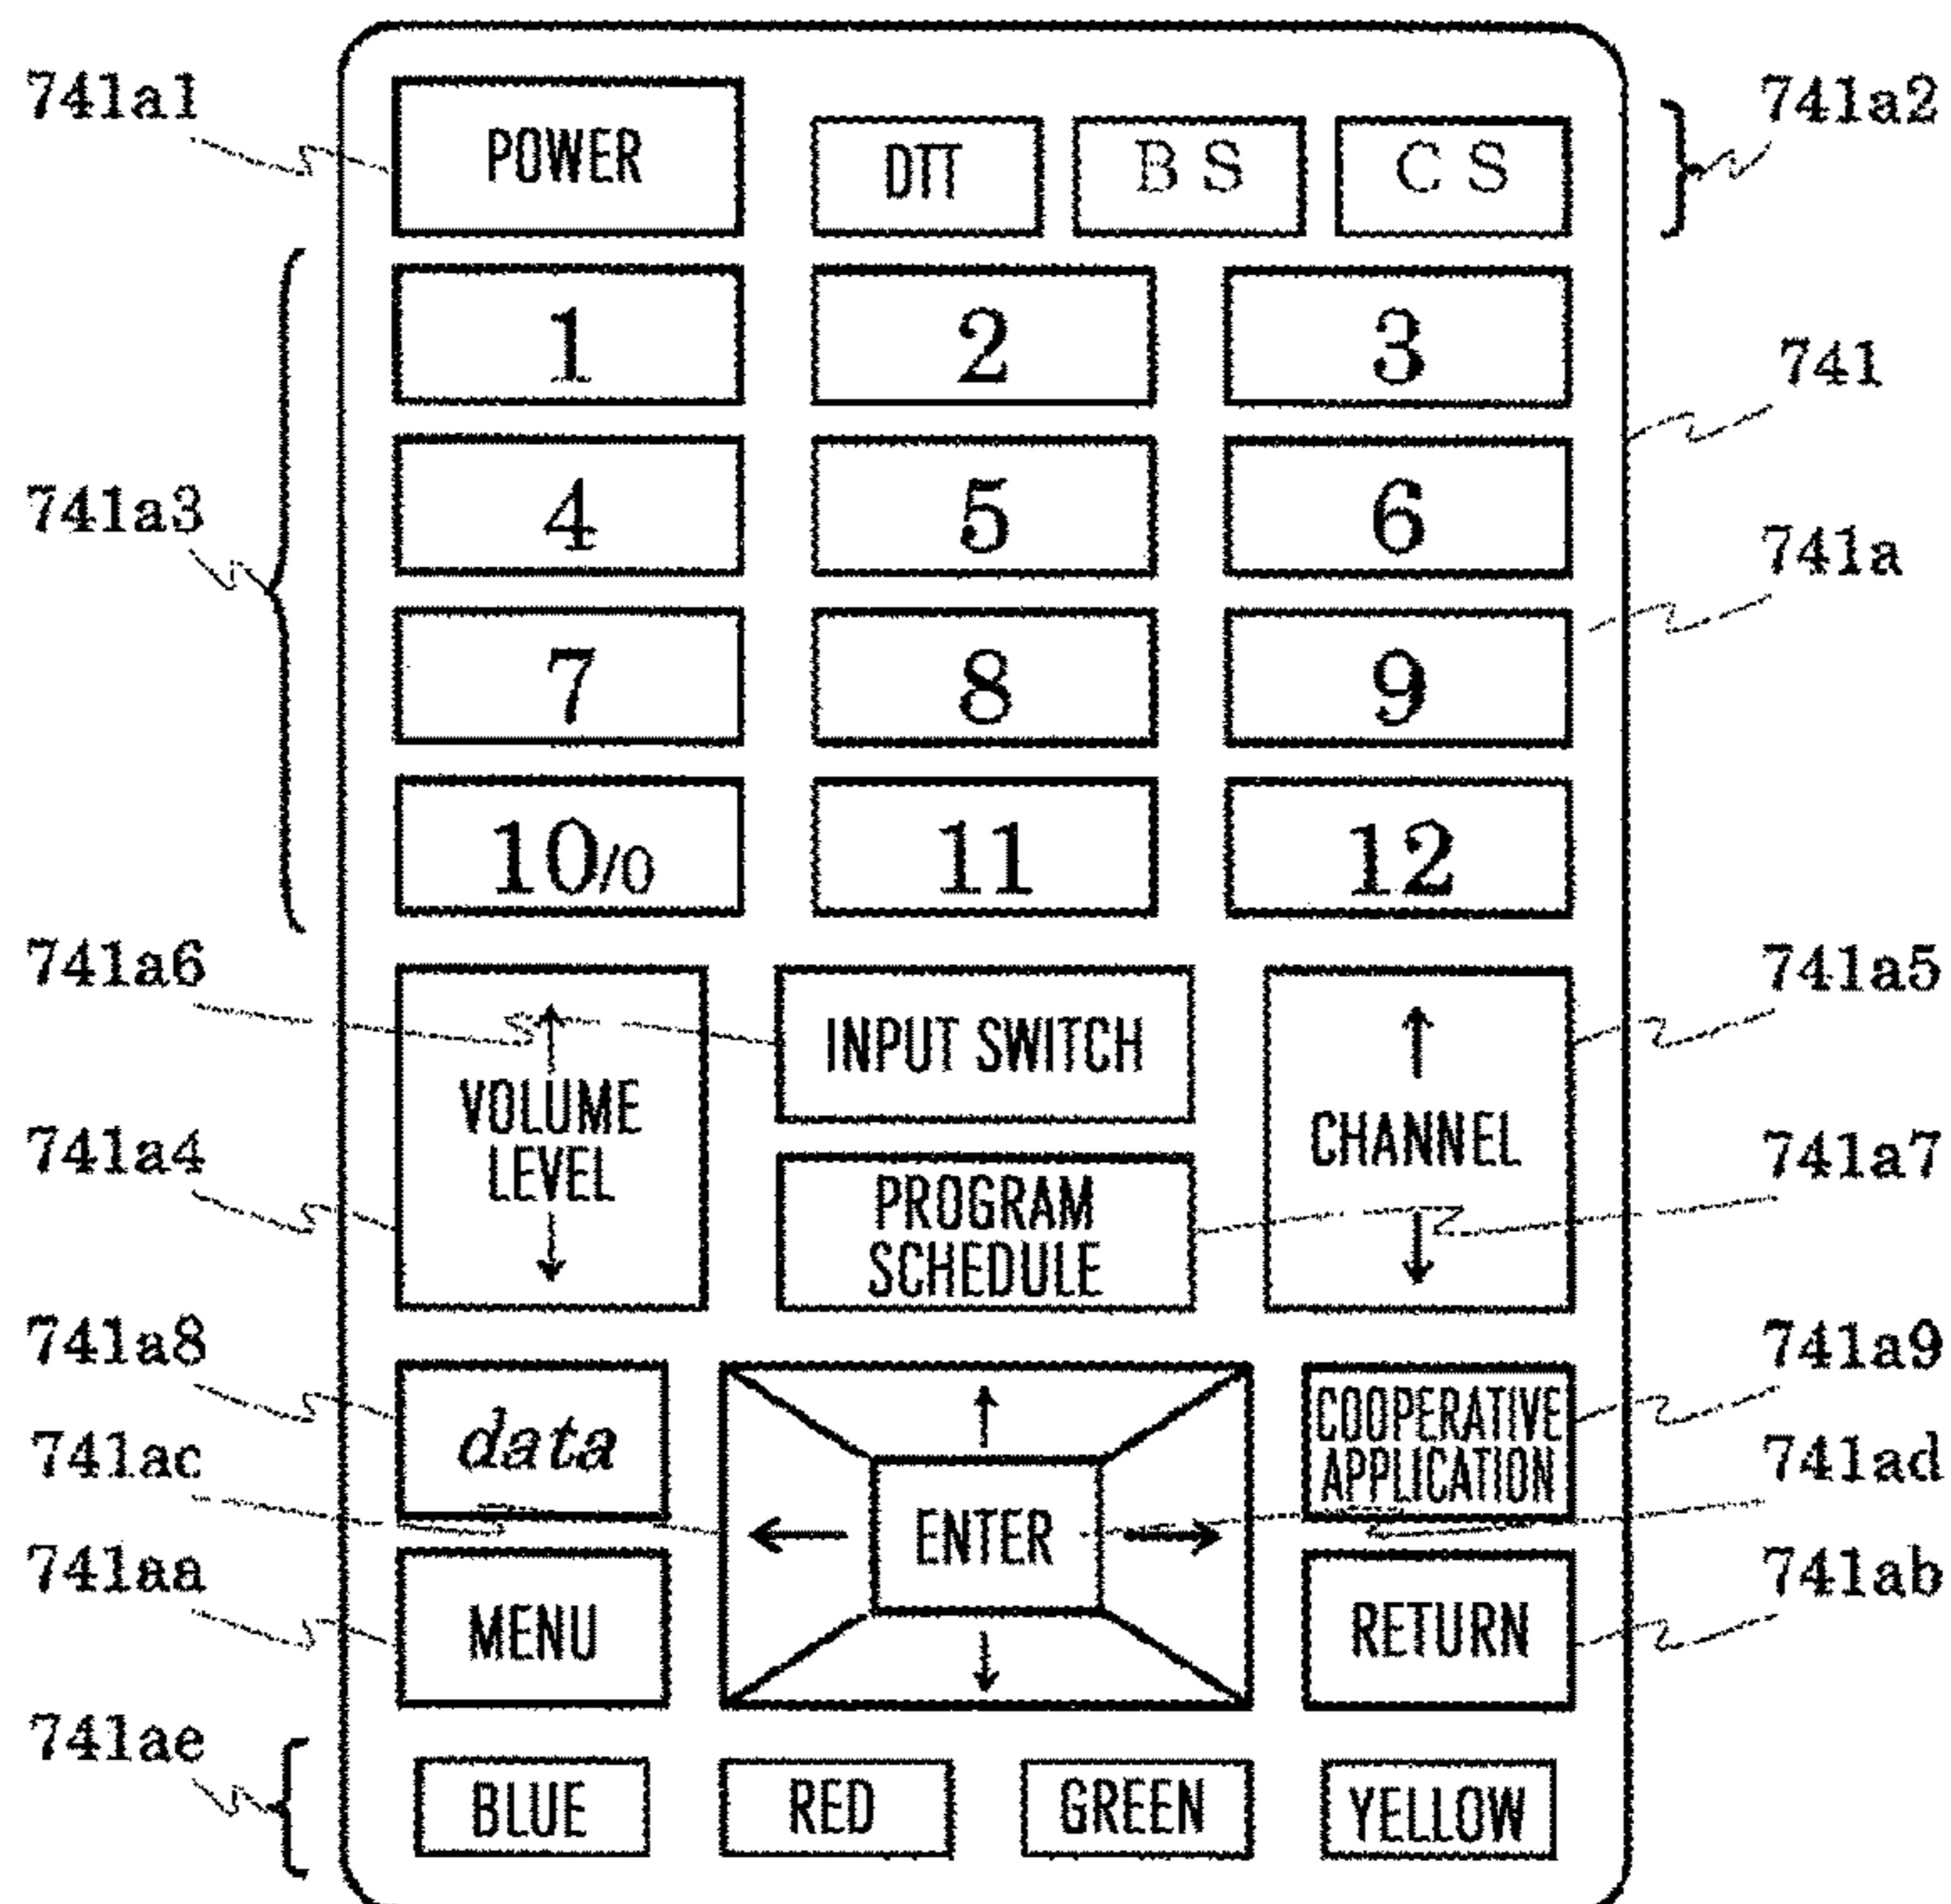 741a1
POWER
DTT
BS
CS
741a2
1
2
3
741
741a3
4
5
6
741a
7
8
9
10/0
11
12
741a6
INPUT SWITCH
741a5
VOLUME
LEVEL
741a4
CHANNEL
741a7
PROGRAM
SCHEDULE
741a8
data
COOPERATIVE
APPLICATION
741a9
741ac
ENTER
741ad
741aa
MENU
RETURN
741ab
741ae
BLUE
RED
GREEN
YELLOW